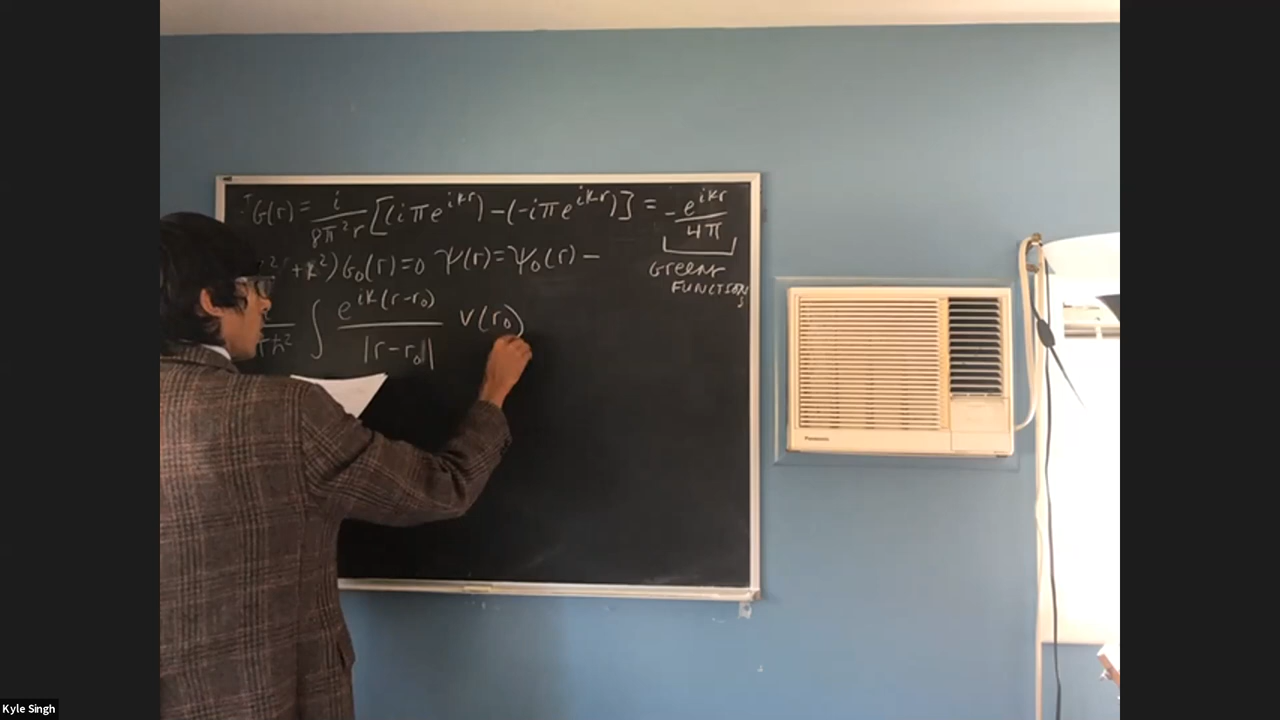 G(r) = i/8π²r [(iπe^{ikr}) - (-iπe^{ikr})] = - e^{ikr}/4π
+ k²) G₀(r) = 0 ψ(r) = ψ₀(r) -
GREENS
FUNCTIONS
ħ² ∫ e^{ik(r-r₀)}/|r-r₀| V(r₀)
Panasonic
Kyle Singh